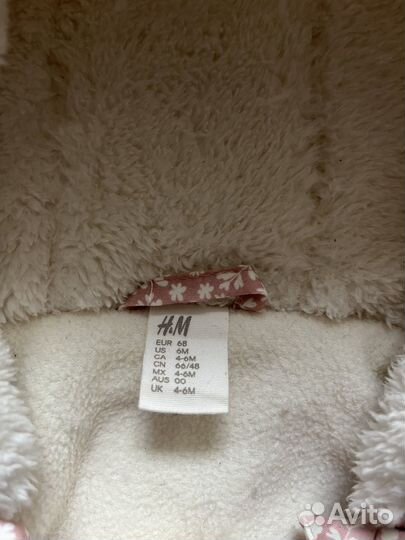 H&M
EUR 68
US 6M
CA 4-6M
CN 66/48
MX 4-6M
AUS 00
UK 4-6M
Avito